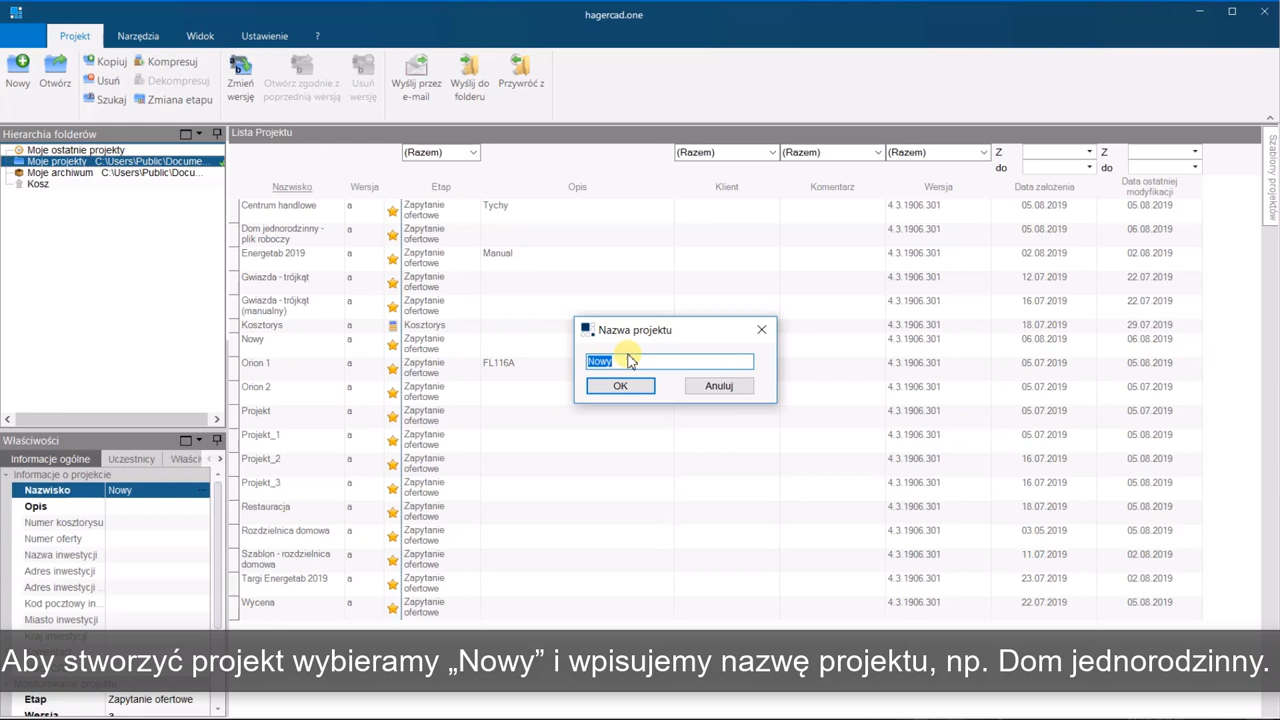 hagercad.one
Projekt Narzędzia Widok Ustawienie ?
Nowy Otwórz Kopiuj Usuń Szukaj Kompresuj Dekompresuj Zmiana etapu Zmień wersję Otwórz zgodnie z poprzednią wersją Usuń wersję Wyślij przez e-mail Wyślij do folderu Przywróć z
Hierarchia folderów
Moje ostatnie projekty
Moje projekty C:\Users\Public\Docume...
Moje archiwum C:\Users\Public\Docu...
Kosz
Lista Projektu
(Razem) (Razem) (Razem) (Razem) Z Z
do do
Nazwisko Wersja Etap Opis Klient Komentarz Wersja Data założenia Data ostatniej modyfikacji
Centrum handlowe a Zapytanie ofertowe Tychy 4.3.1906.301 05.08.2019 05.08.2019
Dom jednorodzinny - plik roboczy a Zapytanie ofertowe 4.3.1906.301 05.08.2019 06.08.2019
Energetab 2019 a Zapytanie ofertowe Manual 4.3.1906.301 02.08.2019 02.08.2019
Gwiazda - trójkąt a Zapytanie ofertowe 4.3.1906.301 12.07.2019 22.07.2019
Gwiazda - trójkąt (manualny) a Zapytanie ofertowe 4.3.1906.301 16.07.2019 22.07.2019
Kosztorys a Kosztorys 4.3.1906.301 18.07.2019 29.07.2019
Nowy a Zapytanie ofertowe 4.3.1906.301 06.08.2019 06.08.2019
Orion 1 a Zapytanie ofertowe FL116A 4.3.1906.301 05.07.2019 05.08.2019
Orion 2 a Zapytanie ofertowe 4.3.1906.301 05.07.2019 05.08.2019
Projekt a Zapytanie ofertowe 4.3.1906.301 05.07.2019 05.08.2019
Projekt_1 a Zapytanie ofertowe 4.3.1906.301 16.07.2019 05.08.2019
Projekt_2 a Zapytanie ofertowe 4.3.1906.301 16.07.2019 05.08.2019
Projekt_3 a Zapytanie ofertowe 4.3.1906.301 16.07.2019 05.08.2019
Restauracja a Zapytanie ofertowe 4.3.1906.301 18.07.2019 05.08.2019
Rozdzielnica domowa a Zapytanie ofertowe 4.3.1906.301 03.05.2019 05.08.2019
Szablon - rozdzielnica domowa a Zapytanie ofertowe 4.3.1906.301 11.07.2019 02.08.2019
Targi Energetab 2019 a Zapytanie ofertowe 4.3.1906.301 23.07.2019 02.08.2019
Wycena a Zapytanie ofertowe 4.3.1906.301 22.07.2019 05.08.2019
Szablony projektów
Nazwa projektu
Nowy
OK Anuluj
Właściwości
Informacje ogólne Uczestnicy Właści
Informacje o projekcie
Nazwisko Nowy
Opis
Numer kosztorysu
Numer oferty
Nazwa inwestycji
Adres inwestycji
Adres inwestycji ...
Kod pocztowy in...
Miasto inwestycji
Kraj inwestycji
Aby stworzyć projekt wybieramy „Nowy” i wpisujemy nazwę projektu, np. Dom jednorodzinny.
Monitorowanie projektu
Etap Zapytanie ofertowe
Wersja a